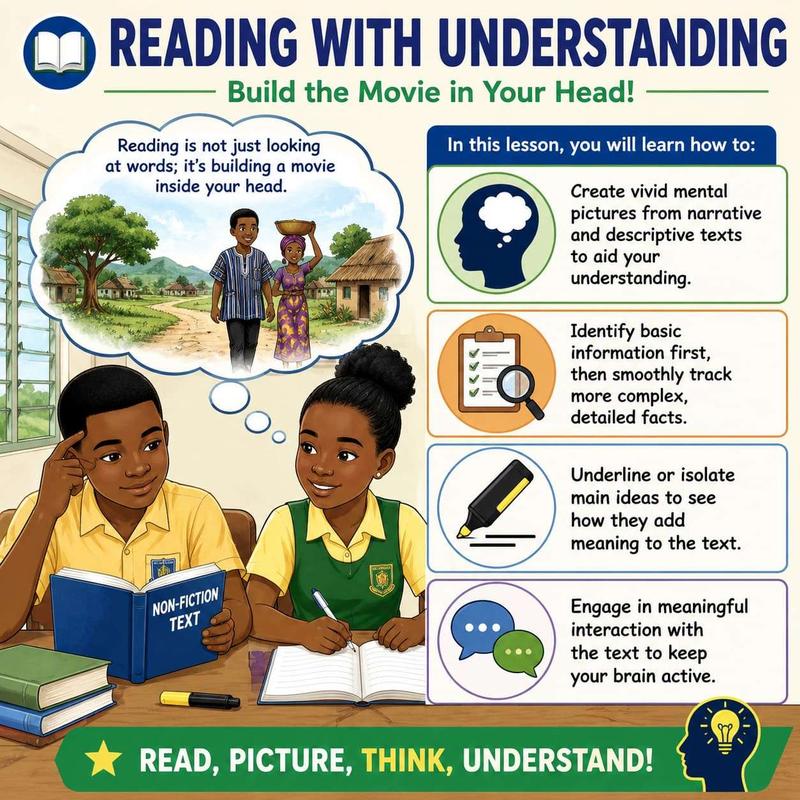 READING WITH UNDERSTANDING
Build the Movie in Your Head!
Reading is not just looking
at words; it's building a movie
inside your head.
In this lesson, you will learn how to:
Create vivid mental
pictures from narrative
and descriptive texts
to aid your
understanding.
Identify basic
information first,
then smoothly track
more complex,
detailed facts.
Underline or isolate
main ideas to see
how they add
meaning to the text.
Engage in meaningful
interaction with
the text to keep
your brain active.
NON-FICTION
TEXT
READ, PICTURE, THINK, UNDERSTAND!